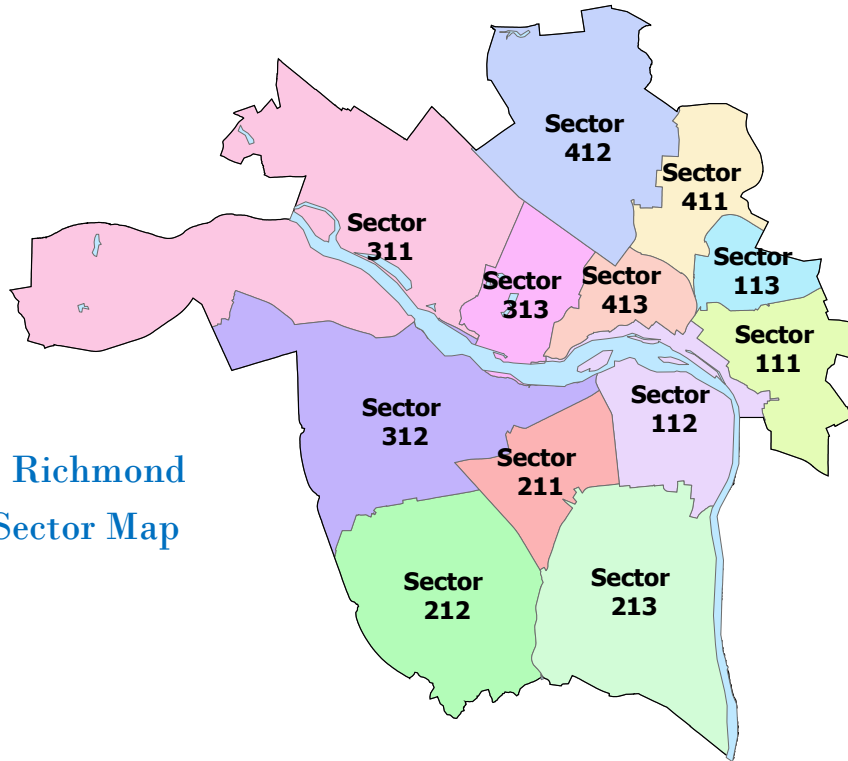 Sector
412
Sector
411
Sector
311
Sector
113
Sector
313
Sector
413
Sector
111
Sector
312
Sector
112
Sector
211
Richmond
Sector Map
Sector
212
Sector
213